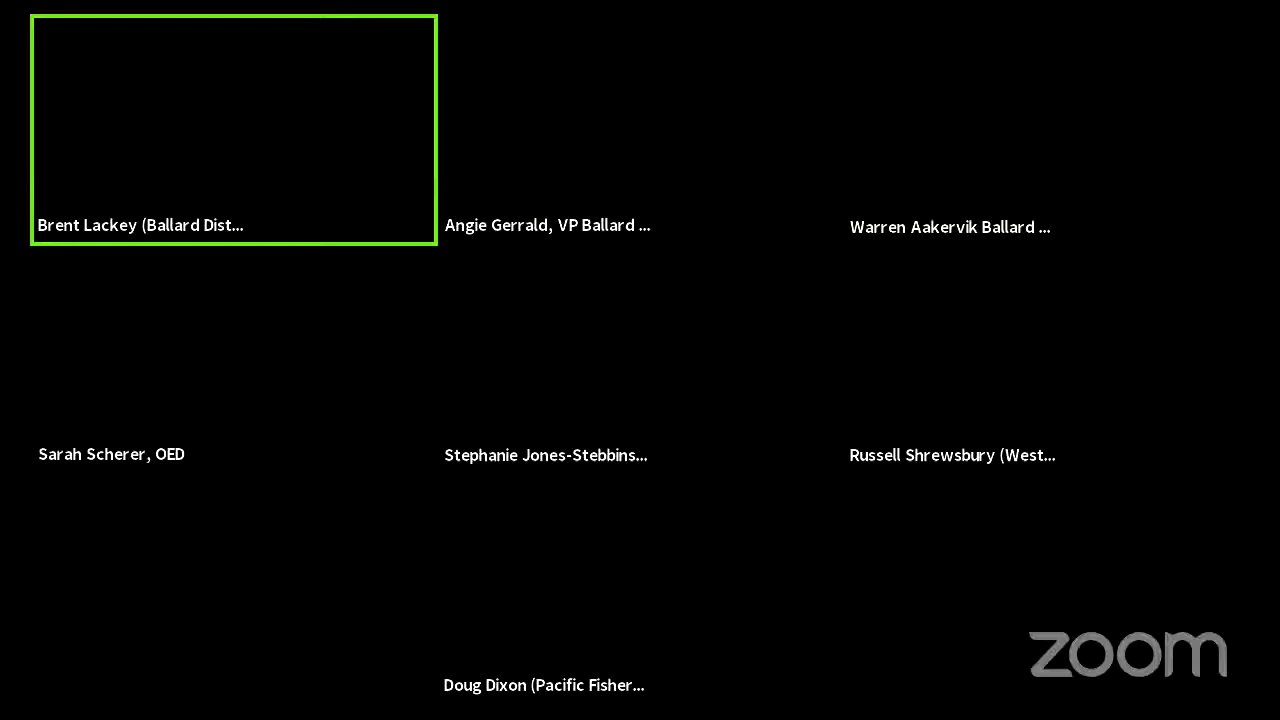 Brent Lackey (Ballard Dist...
Angie Gerrald, VP Ballard ...
Warren Aakervik Ballard ...
Sarah Scherer, OED
Stephanie Jones-Stebbins...
Russell Shrewsbury (West...
Doug Dixon (Pacific Fisher...
zoom